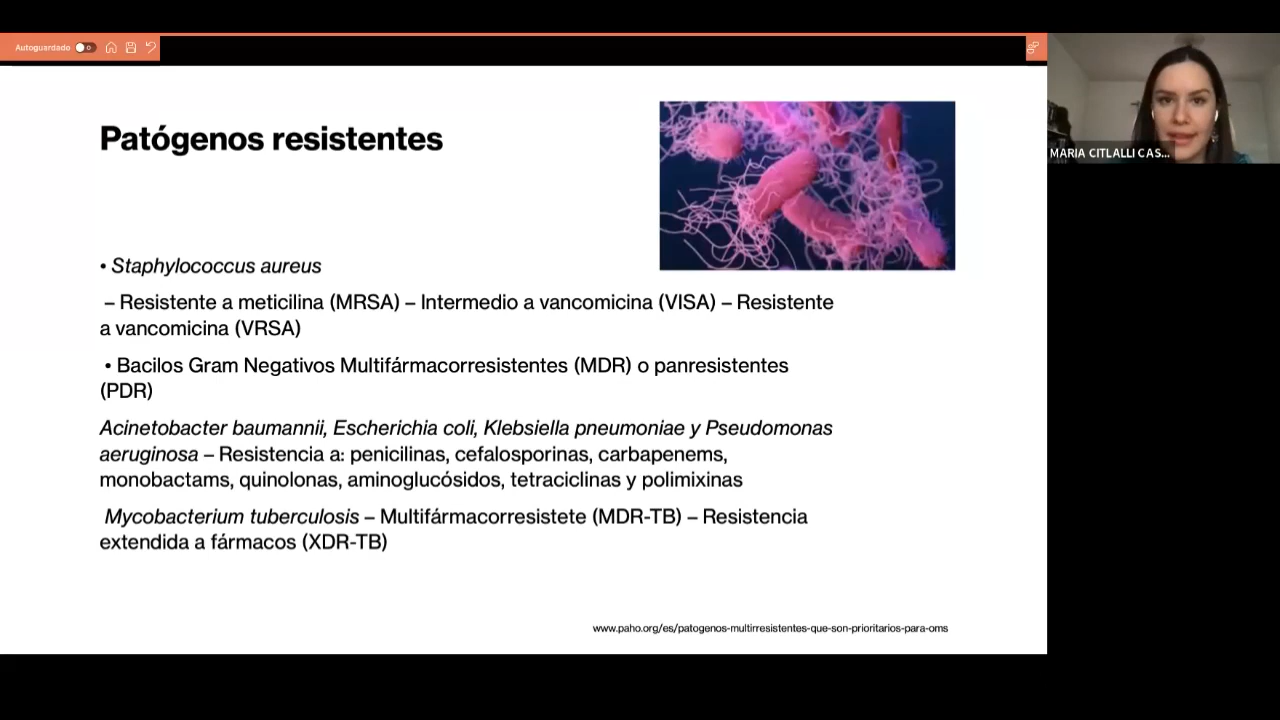 Autoguardado
Patógenos resistentes
• Staphylococcus aureus
– Resistente a meticilina (MRSA) – Intermedio a vancomicina (VISA) – Resistente
a vancomicina (VRSA)
• Bacilos Gram Negativos Multifármacorresistentes (MDR) o panresistentes
(PDR)
Acinetobacter baumannii, Escherichia coli, Klebsiella pneumoniae y Pseudomonas
aeruginosa – Resistencia a: penicilinas, cefalosporinas, carbapenems,
monobactams, quinolonas, aminoglucósidos, tetraciclinas y polimixinas
Mycobacterium tuberculosis – Multifármacorresistete (MDR-TB) – Resistencia
extendida a fármacos (XDR-TB)
www.paho.org/es/patogenos-multirresistentes-que-son-prioritarios-para-oms
MARIA CITLALLI CAS...